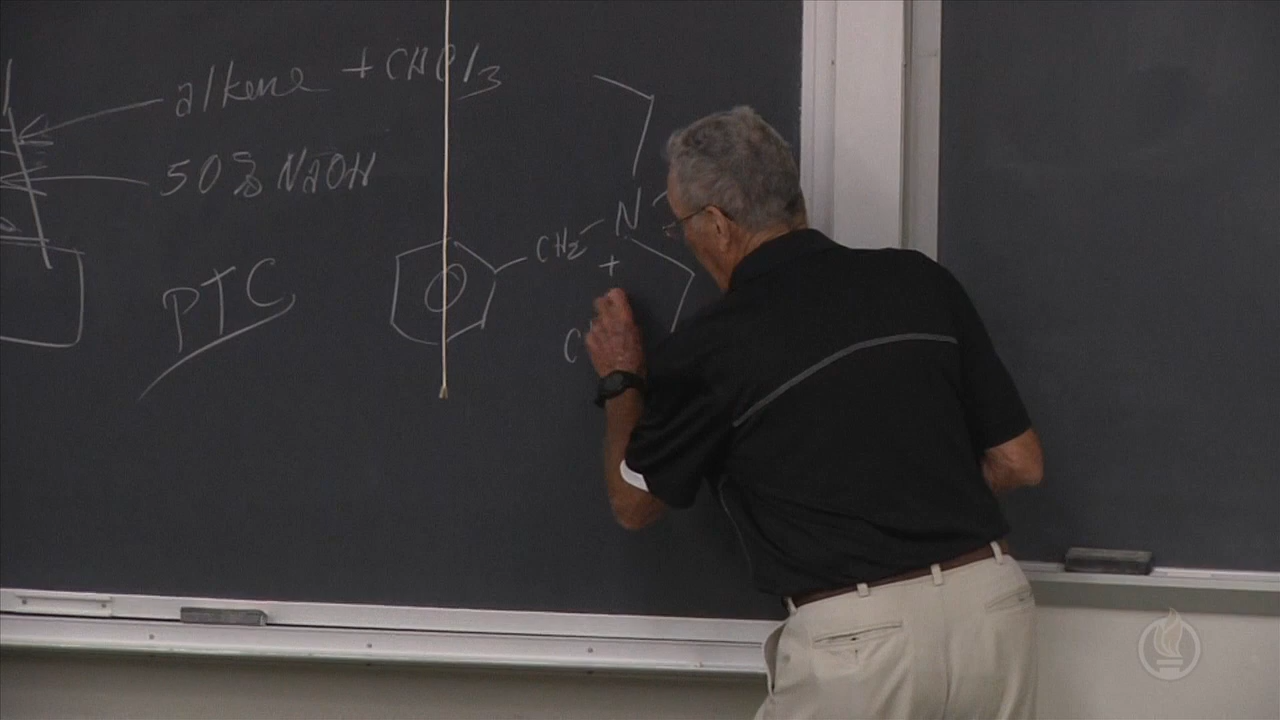 alkene + CHCl3
50% NaOH
PTC
CH2 N
+
C